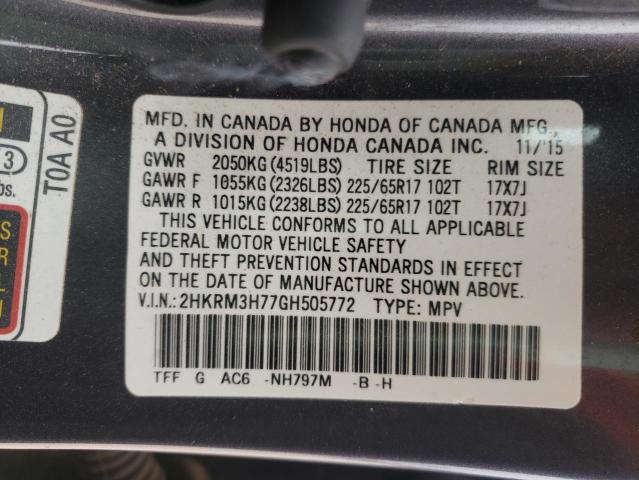 MFD. IN CANADA BY HONDA OF CANADA MFG.,
A DIVISION OF HONDA CANADA INC. 11/'15
GVWR 2050KG(4519LBS) TIRE SIZE RIM SIZE
GAWR F 1055KG(2326LBS) 225/65R17 102T 17X7J
GAWR R 1015KG(2238LBS) 225/65R17 102T 17X7J
THIS VEHICLE CONFORMS TO ALL APPLICABLE
FEDERAL MOTOR VEHICLE SAFETY
AND THEFT PREVENTION STANDARDS IN EFFECT
ON THE DATE OF MANUFACTURE SHOWN ABOVE.
V.I.N.:2HKRM3H77GH505772 TYPE: MPV
TFF G AC6 -NH797M -B -H
T0A A0
3
bs.
S
R
L